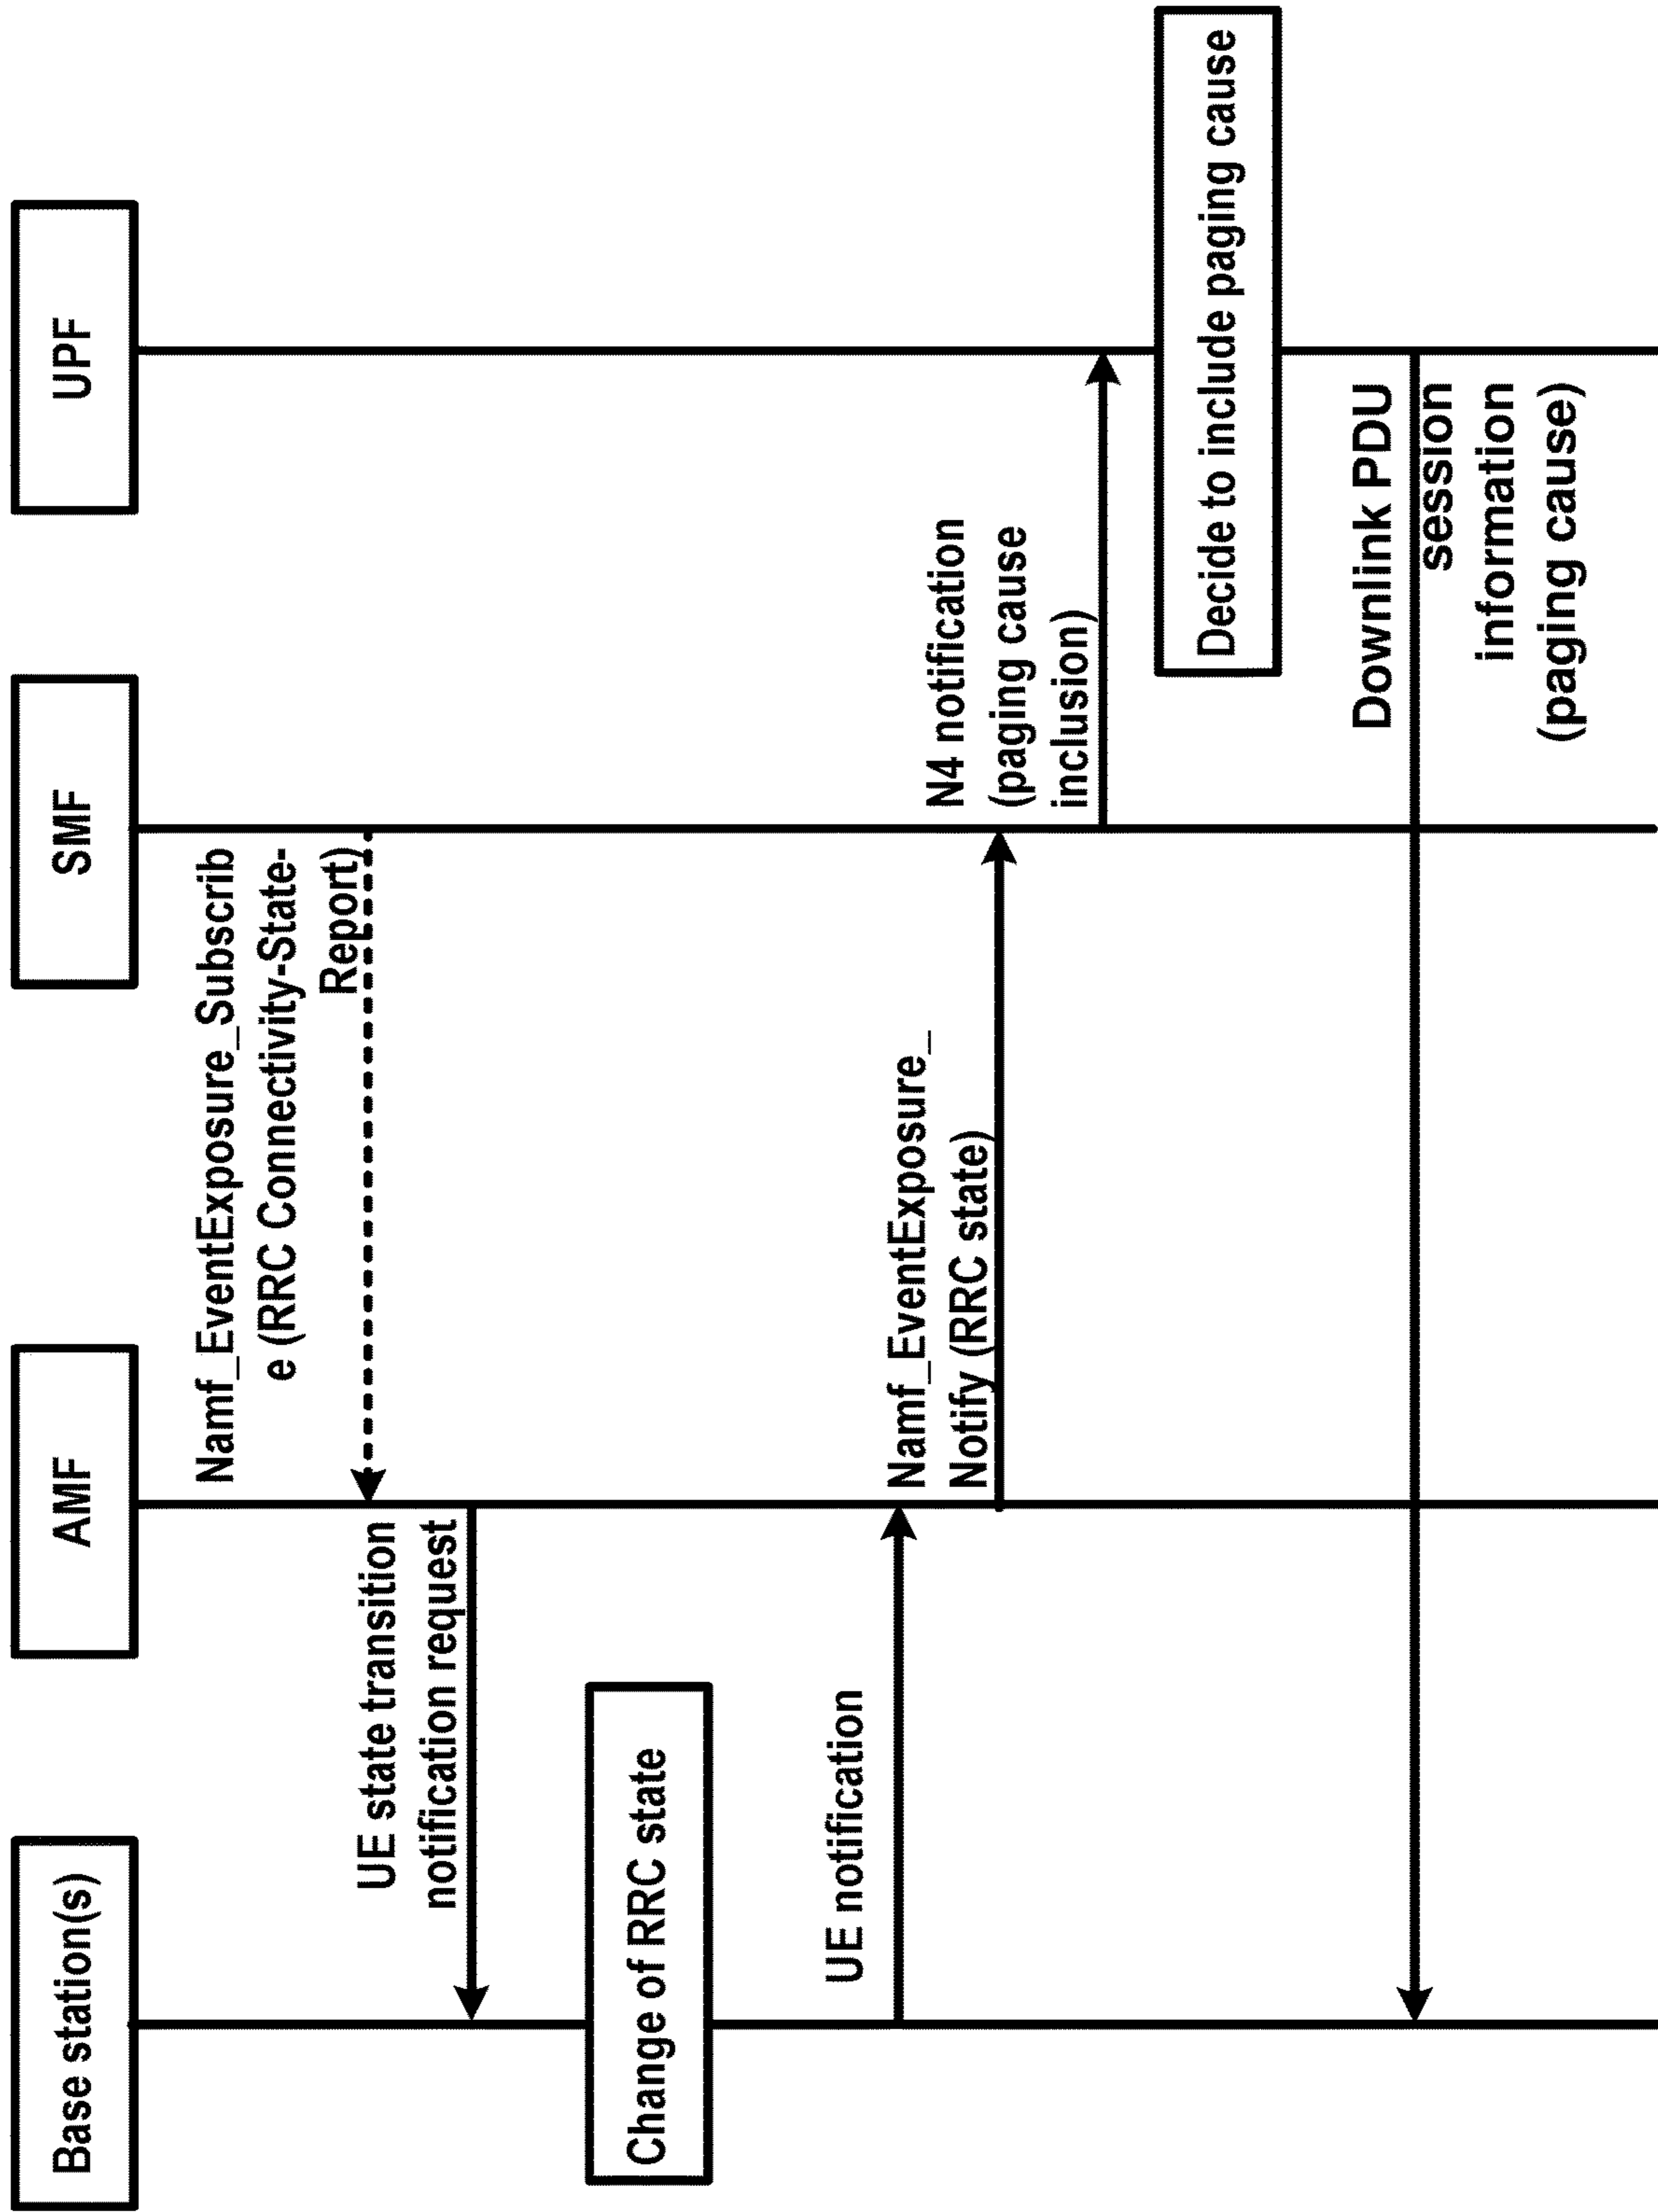 Base station(s)
AMF
SMF
UPF
Namf_EventExposure_Subscrib
e (RRC Connectivity-State-
Report)
UE state transition
notification request
Change of RRC state
UE notification
Namf_EventExposure_
Notify (RRC state)
N4 notification
(paging cause
inclusion)
Decide to include paging cause
Downlink PDU
session
information
(paging cause)